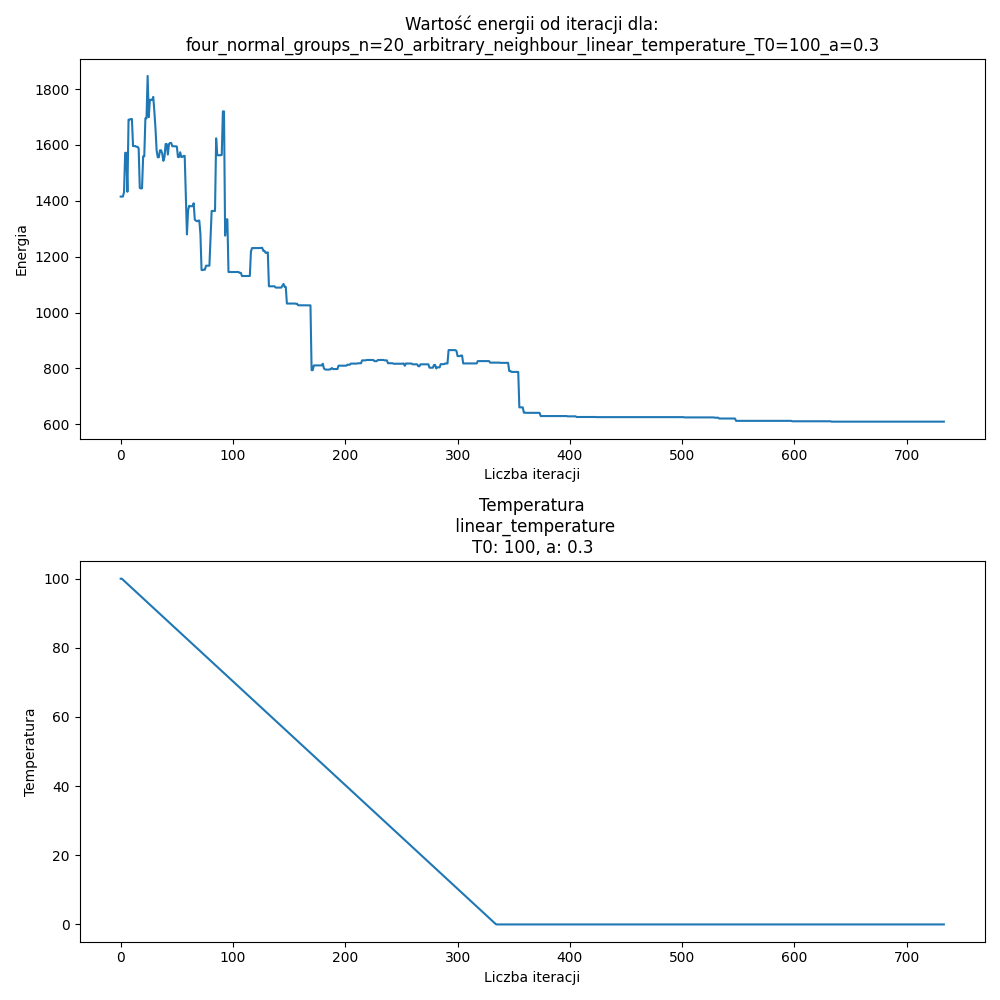 Wartość energii od iteracji dla:
four_normal_groups_n=20_arbitrary_neighbour_linear_temperature_T0=100_a=0.3
1800
1600
1400
1200
1000
800
600
Energia
0 100 200 300 400 500 600 700
Liczba iteracji
Temperatura
linear_temperature
T0: 100, a: 0.3
100
80
60
40
20
0
Temperatura
0 100 200 300 400 500 600 700
Liczba iteracji